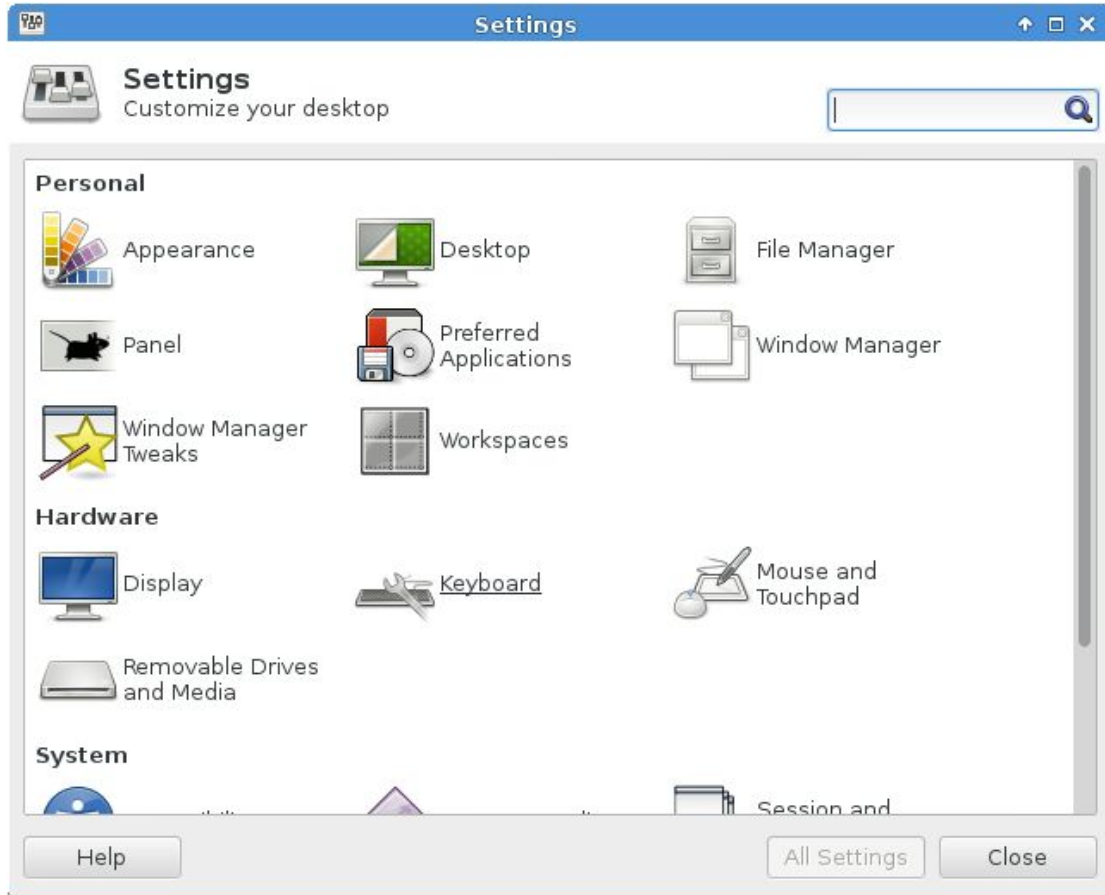 Settings
Settings
Customize your desktop
Personal
Appearance
Desktop
File Manager
Panel
Preferred
Applications
Window Manager
Window Manager
Tweaks
Workspaces
Hardware
Display
Keyboard
Mouse and
Touchpad
Removable Drives
and Media
System
Session and
Help
All Settings
Close